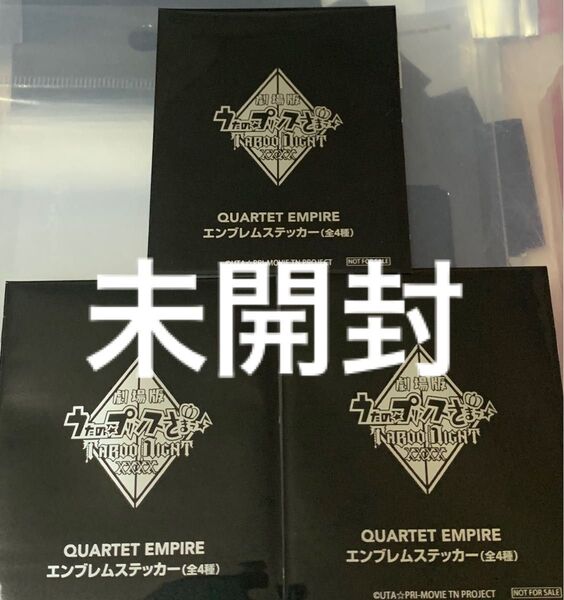 劇場版
うたの☆プリンスさまっ♪
TABOO NIGHT
XXXX
QUARTET EMPIRE
エンブレムステッカー(全4種)
©UTA☆PRI-MOVIE TN PROJECT
NOT FOR SALE
未開封
劇場版
うたの☆プリンスさまっ♪
TABOO NIGHT
XXXX
QUARTET EMPIRE
エンブレムステッカー(全4種)
劇場版
うたの☆プリンスさまっ♪
TABOO NIGHT
XXXX
QUARTET EMPIRE
エンブレムステッカー(全4種)
©UTA☆PRI-MOVIE TN PROJECT
NOT FOR SALE